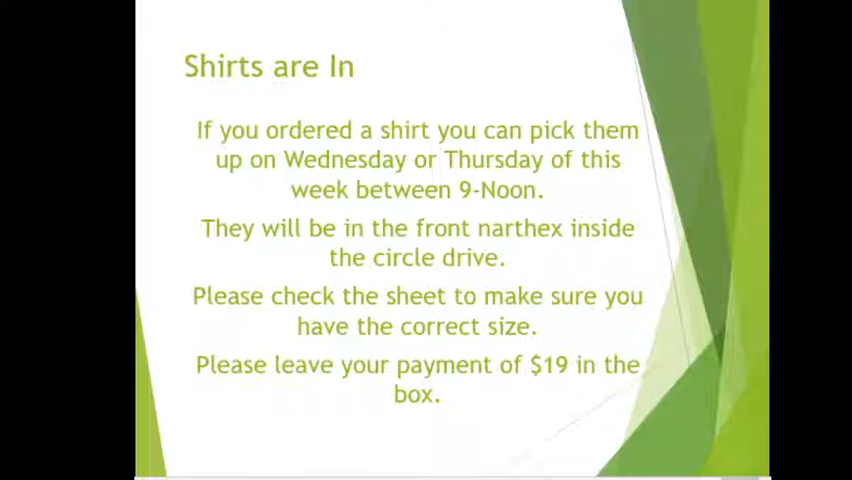 Shirts are In
If you ordered a shirt you can pick them
up on Wednesday or Thursday of this
week between 9-Noon.
They will be in the front narthex inside
the circle drive.
Please check the sheet to make sure you
have the correct size.
Please leave your payment of $19 in the
box.